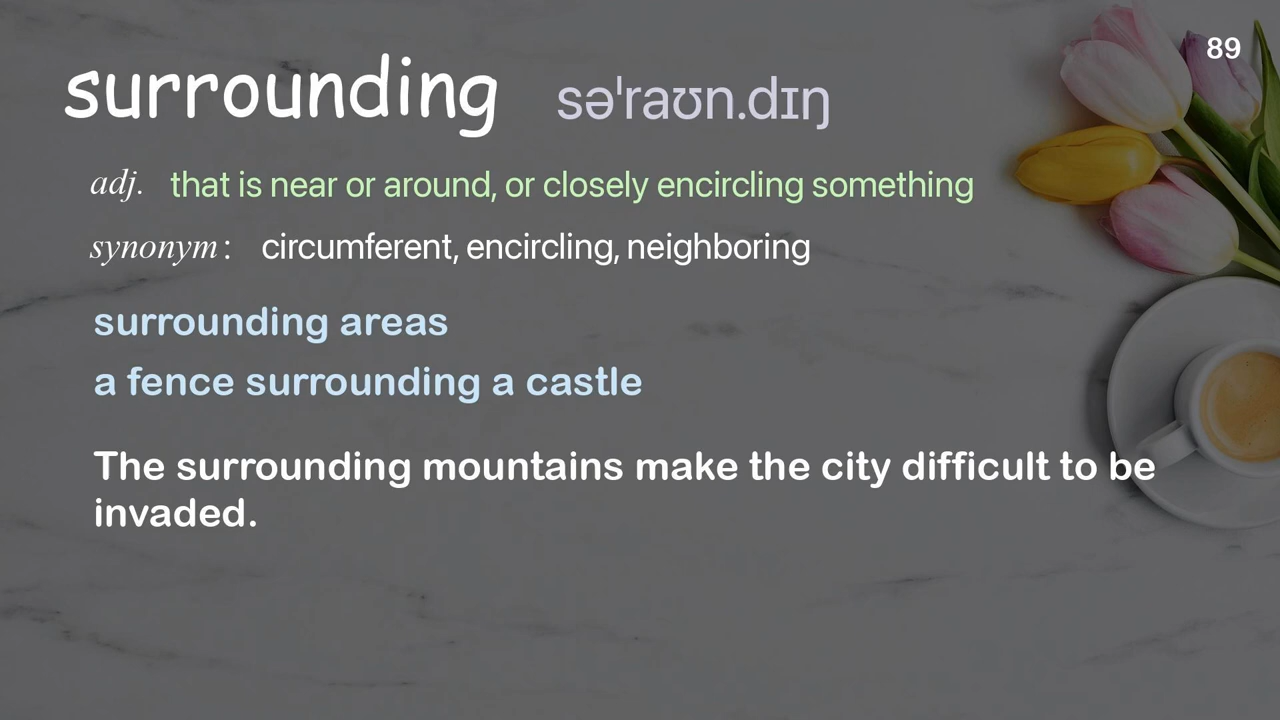 89
surrounding səˈraʊn.dɪŋ
adj. that is near or around, or closely encircling something
synonym : circumferent, encircling, neighboring
surrounding areas
a fence surrounding a castle
The surrounding mountains make the city difficult to be
invaded.